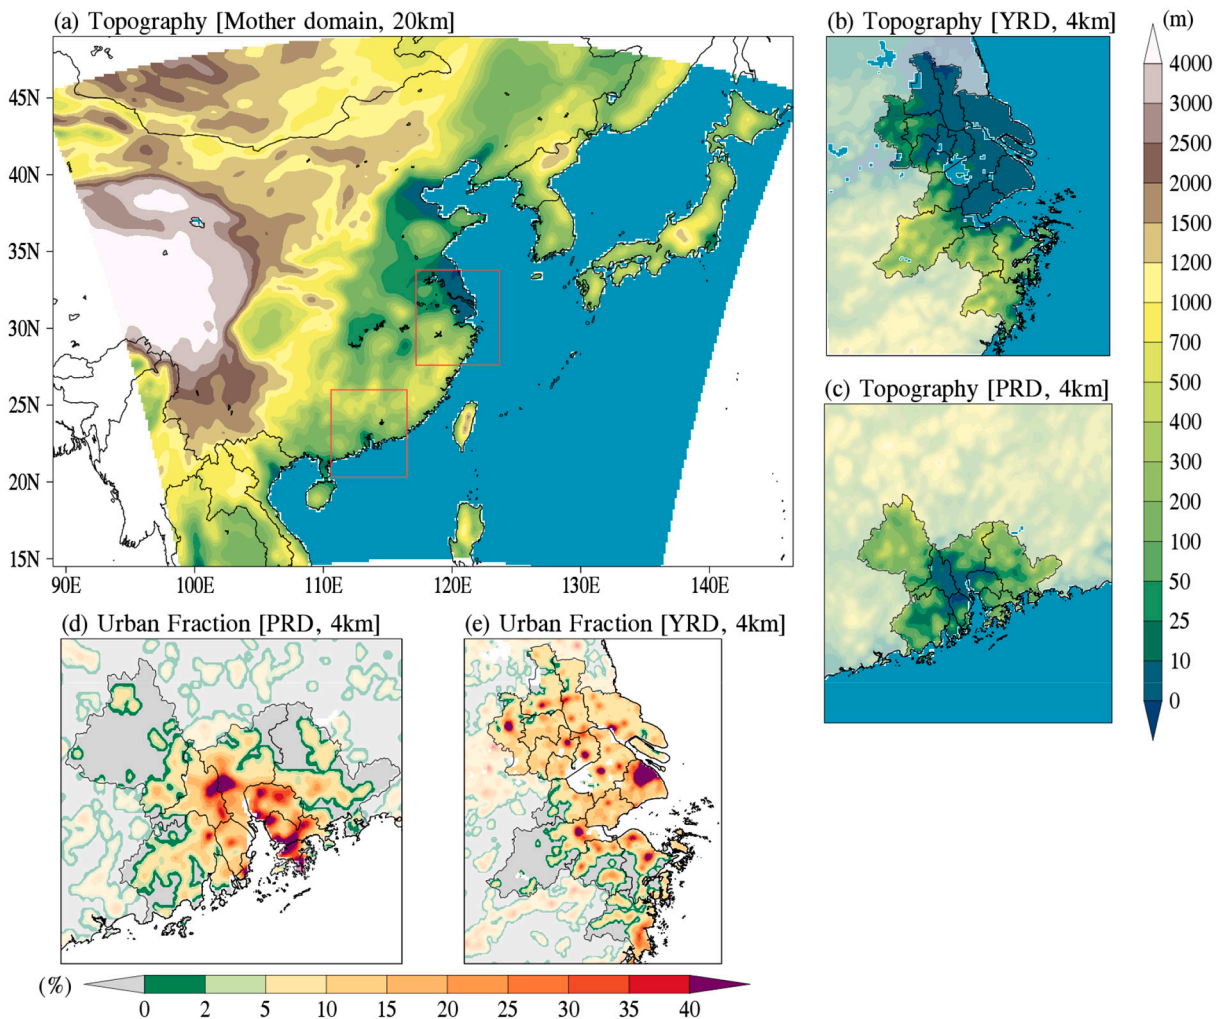 (a) Topography [Mother domain, 20km]
45N
40N
35N
30N
25N
20N
15N
90E 100E 110E 120E 130E 140E
(b) Topography [YRD, 4km]
(c) Topography [PRD, 4km]
(m)
4000
3000
2500
2000
1500
1200
1000
700
500
400
300
200
100
50
25
10
0
(d) Urban Fraction [PRD, 4km]
(e) Urban Fraction [YRD, 4km]
(%)
0 2 5 10 15 20 25 30 35 40